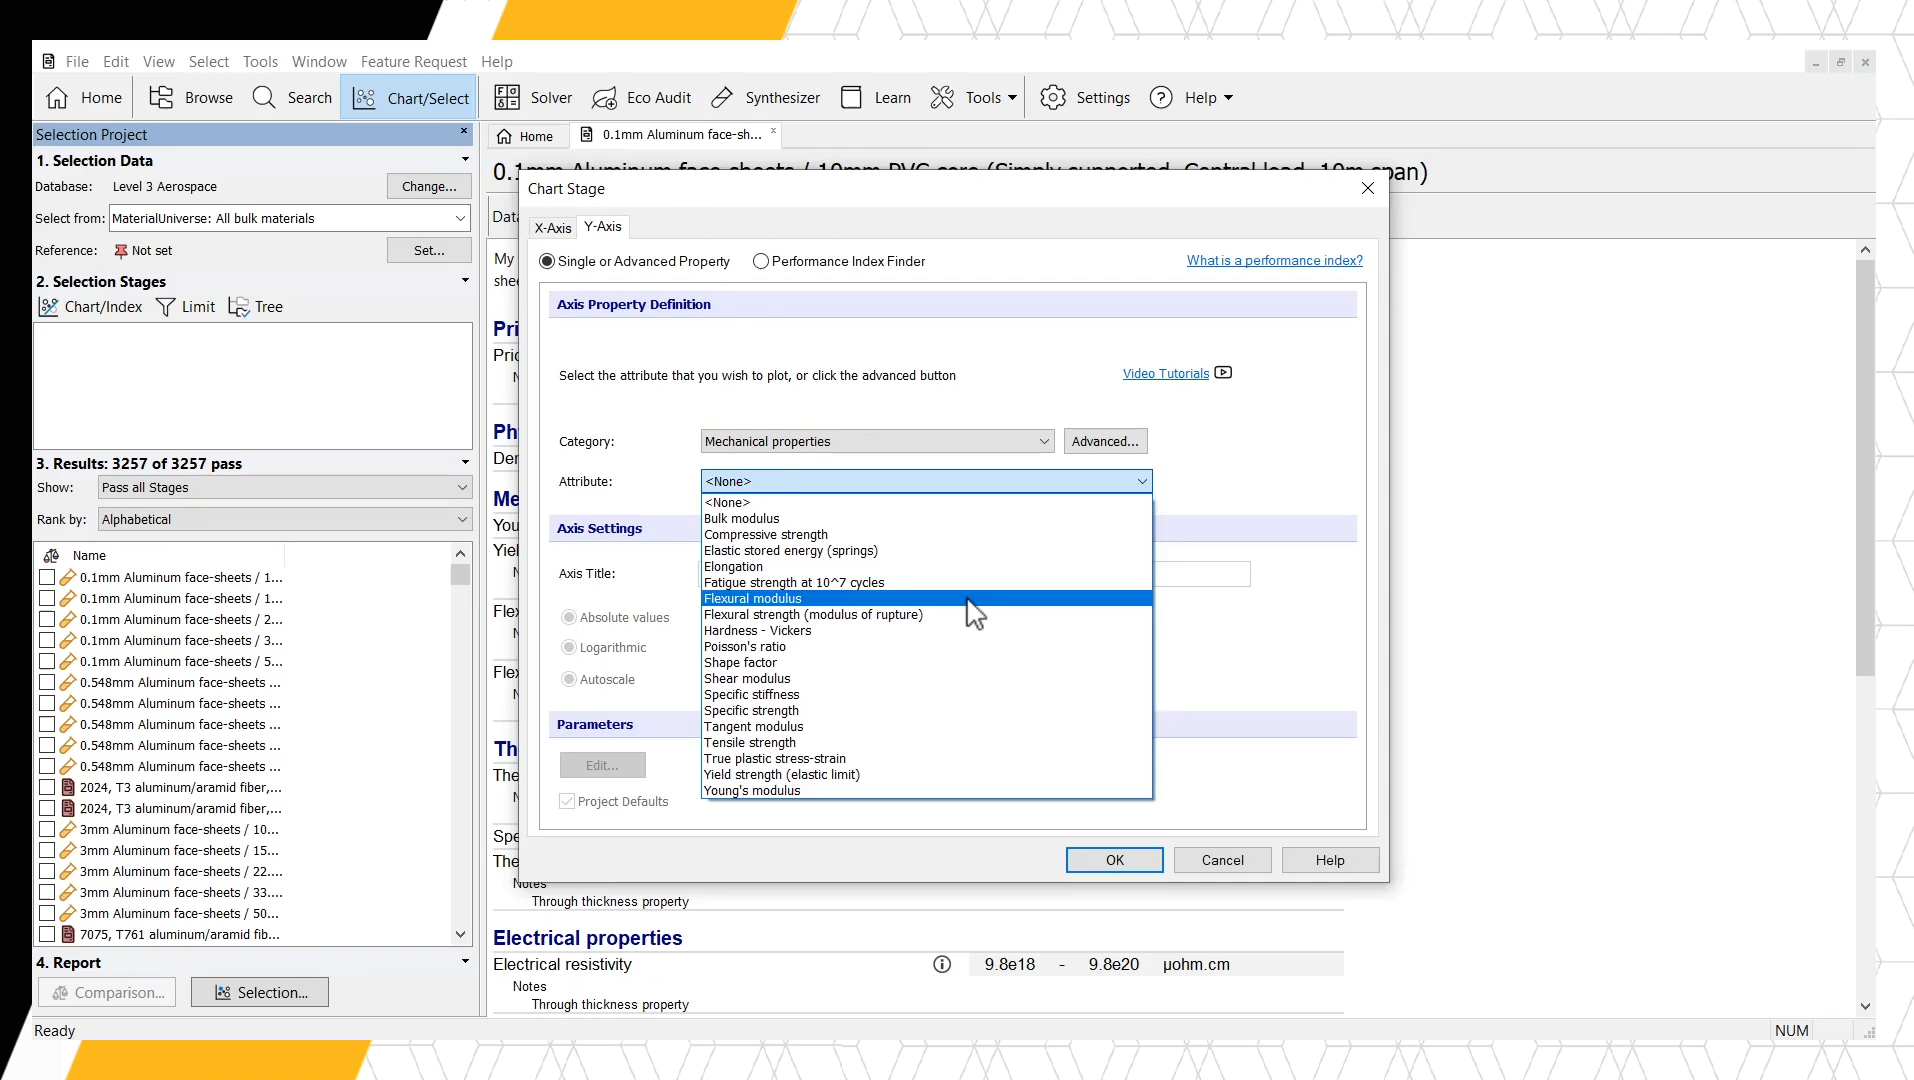 File Edit View Select Tools Window Feature Request Help
Home Browse Search Chart/Select Solver Eco Audit Synthesizer Learn Tools Settings Help
Selection Project
1. Selection Data
Database: Level 3 Aerospace Change...
Select from: MaterialUniverse: All bulk materials
Reference: Not set Set...
2. Selection Stages
Chart/Index Limit Tree
3. Results: 3257 of 3257 pass
Show: Pass all Stages
Rank by: Alphabetical
Name
0.1mm Aluminum face-sheets / 1...
0.1mm Aluminum face-sheets / 1...
0.1mm Aluminum face-sheets / 2...
0.1mm Aluminum face-sheets / 3...
0.1mm Aluminum face-sheets / 5...
0.548mm Aluminum face-sheets ...
0.548mm Aluminum face-sheets ...
0.548mm Aluminum face-sheets ...
0.548mm Aluminum face-sheets ...
0.548mm Aluminum face-sheets ...
2024, T3 aluminum/aramid fiber,...
2024, T3 aluminum/aramid fiber,...
3mm Aluminum face-sheets / 10...
3mm Aluminum face-sheets / 15...
3mm Aluminum face-sheets / 22....
3mm Aluminum face-sheets / 33....
3mm Aluminum face-sheets / 50...
7075, T761 aluminum/aramid fib...
4. Report
Comparison... Selection...
Ready NUM
Home 0.1mm Aluminum face-sh...
0.1mm Aluminum face-sheets / 10mm PVC core (Simply supported, Central load, 10m span)
Chart Stage
X-Axis Y-Axis
Single or Advanced Property Performance Index Finder What is a performance index?
Axis Property Definition
Select the attribute that you wish to plot, or click the advanced button Video Tutorials
Category: Mechanical properties Advanced...
Attribute: <None>
<None>
Bulk modulus
Compressive strength
Elastic stored energy (springs)
Elongation
Fatigue strength at 10^7 cycles
Flexural modulus
Flexural strength (modulus of rupture)
Hardness - Vickers
Poisson's ratio
Shape factor
Shear modulus
Specific stiffness
Specific strength
Tangent modulus
Tensile strength
True plastic stress-strain
Yield strength (elastic limit)
Young's modulus
Axis Settings
Axis Title:
Absolute values
Logarithmic
Autoscale
Parameters
Edit...
Project Defaults
OK Cancel Help
Notes
Through thickness property
Electrical properties
Electrical resistivity 9.8e18 - 9.8e20 µohm.cm
Notes
Through thickness property